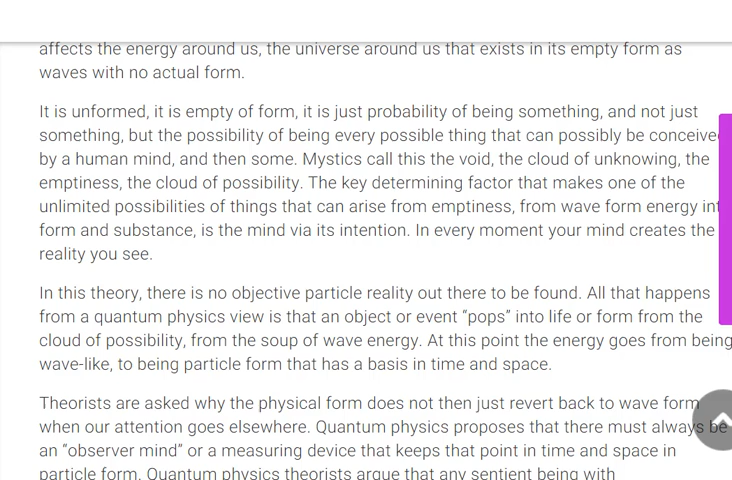 affects the energy around us, the universe around us that exists in its empty form as
waves with no actual form.
It is unformed, it is empty of form, it is just probability of being something, and not just
something, but the possibility of being every possible thing that can possibly be
by a human mind, and then some. Mystics call this the void, the cloud of unknowing, the
emptiness, the cloud of possibility. The key determining factor that makes one of the
unlimited possibilities of things that can arise from emptiness, from wave form energy
form and substance, is the mind via its intention. In every moment your mind creates the
reality you see.
In this theory, there is no objective particle reality out there to be found. All that happens
from a quantum physics view is that an object or event “pops” into life or form from the
cloud of possibility, from the soup of wave energy. At this point the energy goes from being
wave-like, to being particle form that has a basis in time and space.
Theorists are asked why the physical form does not then just revert back to wave form
when our attention goes elsewhere. Quantum physics proposes that there must always be
an “observer mind” or a measuring device that keeps that point in time and space in
particle form. Quantum physics theorists argue that any sentient being with